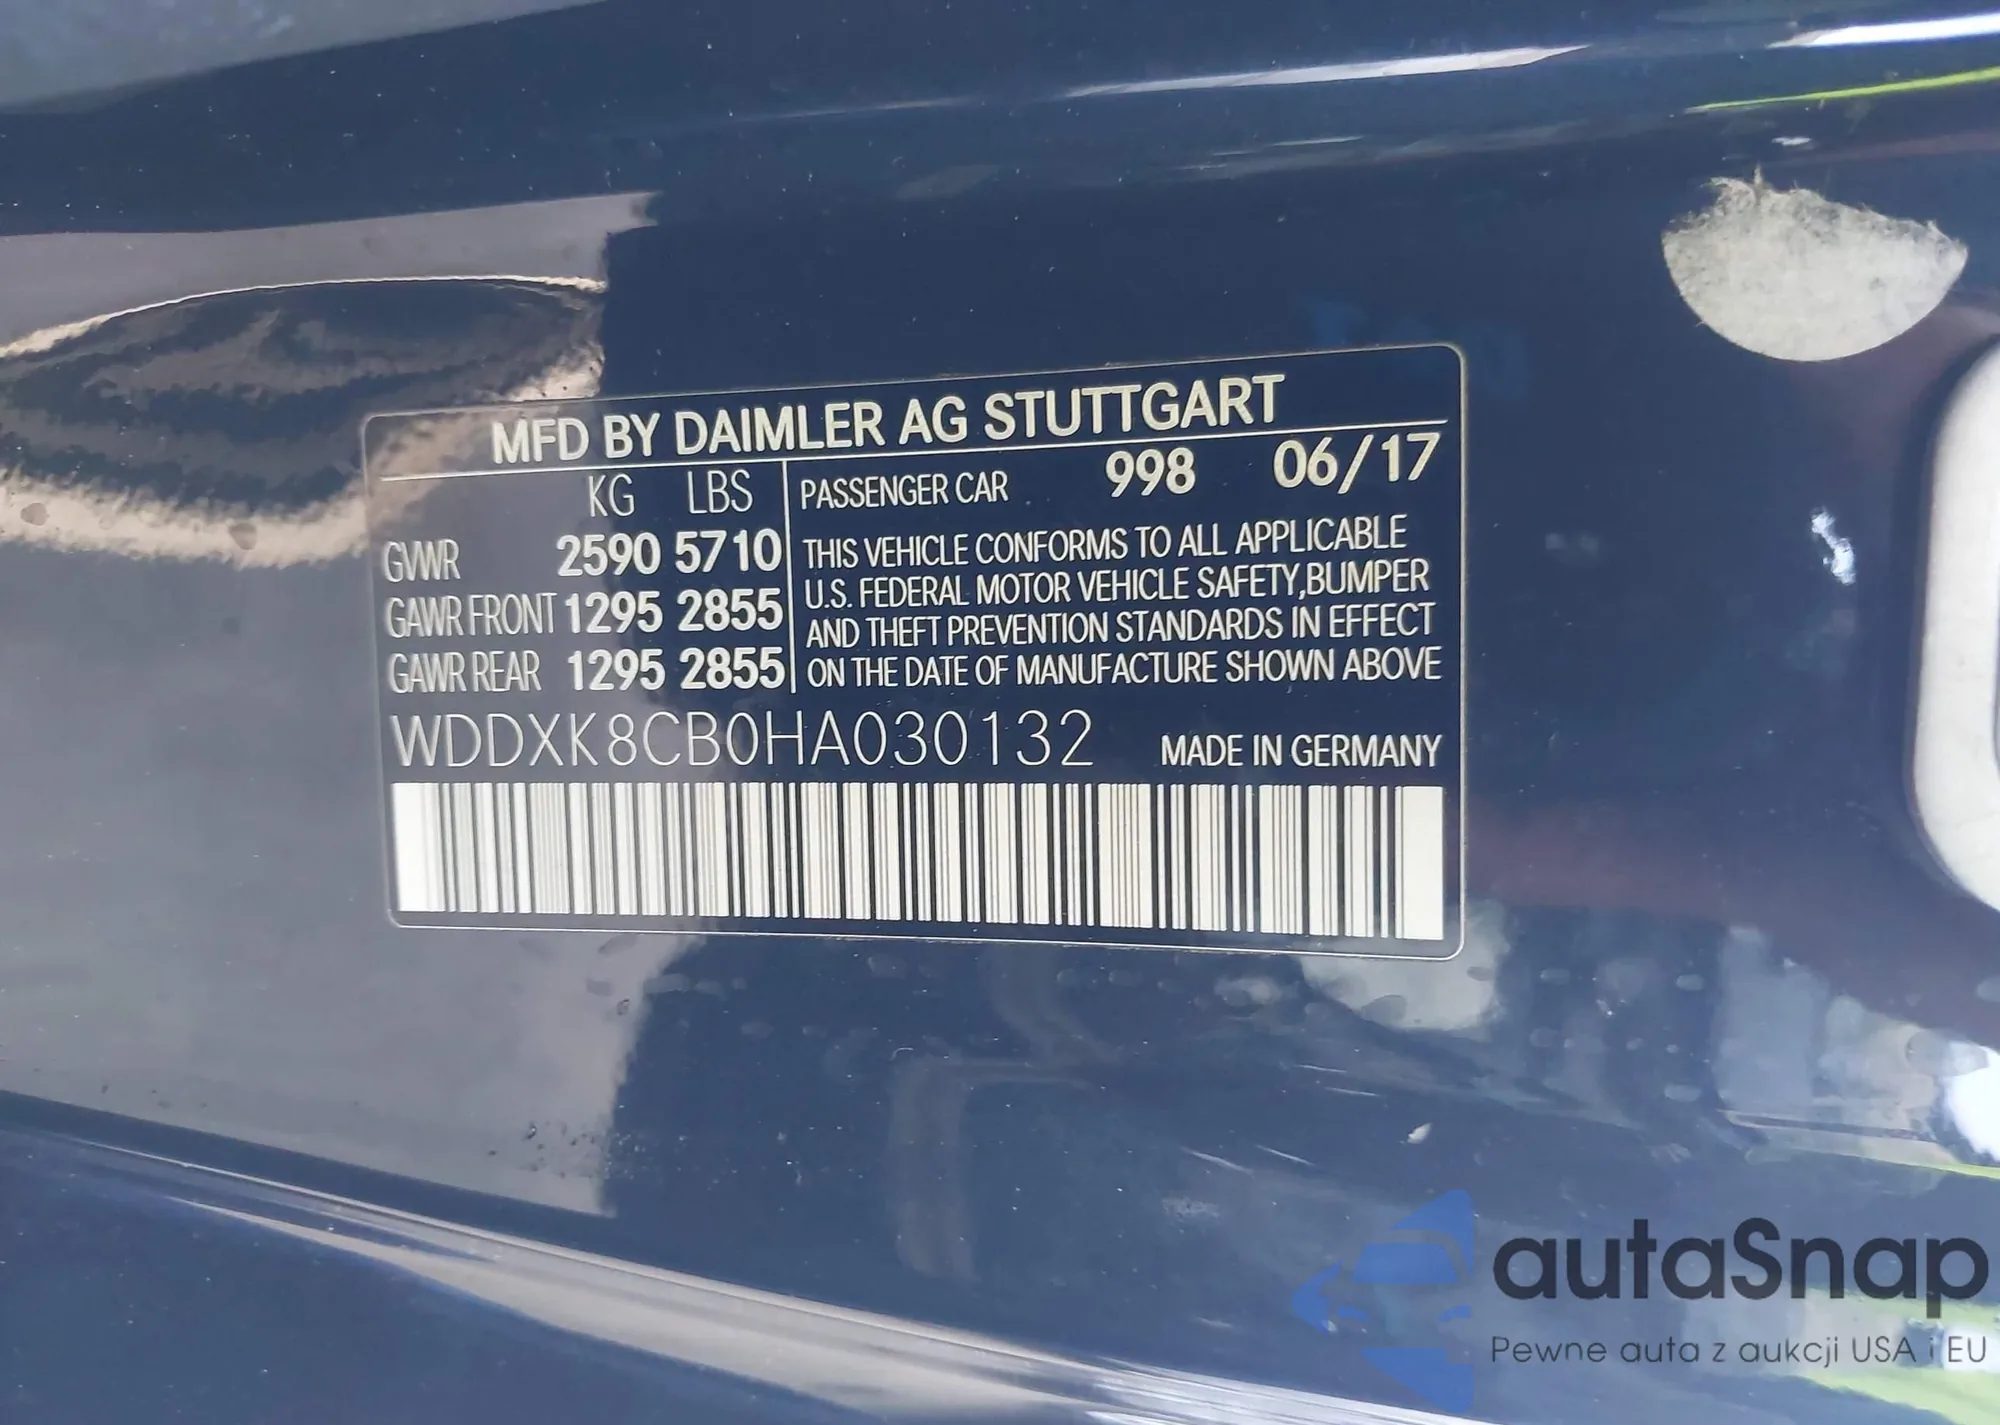 MFD BY DAIMLER AG STUTTGART
KG LBS PASSENGER CAR 998 06/17
GVWR 2590 5710
GAWR FRONT 1295 2855
GAWR REAR 1295 2855
THIS VEHICLE CONFORMS TO ALL APPLICABLE
U.S. FEDERAL MOTOR VEHICLE SAFETY,BUMPER
AND THEFT PREVENTION STANDARDS IN EFFECT
ON THE DATE OF MANUFACTURE SHOWN ABOVE
WDDXK8CB0HA030132 MADE IN GERMANY
autaSnap
Pewne auta z aukcji USA i EU